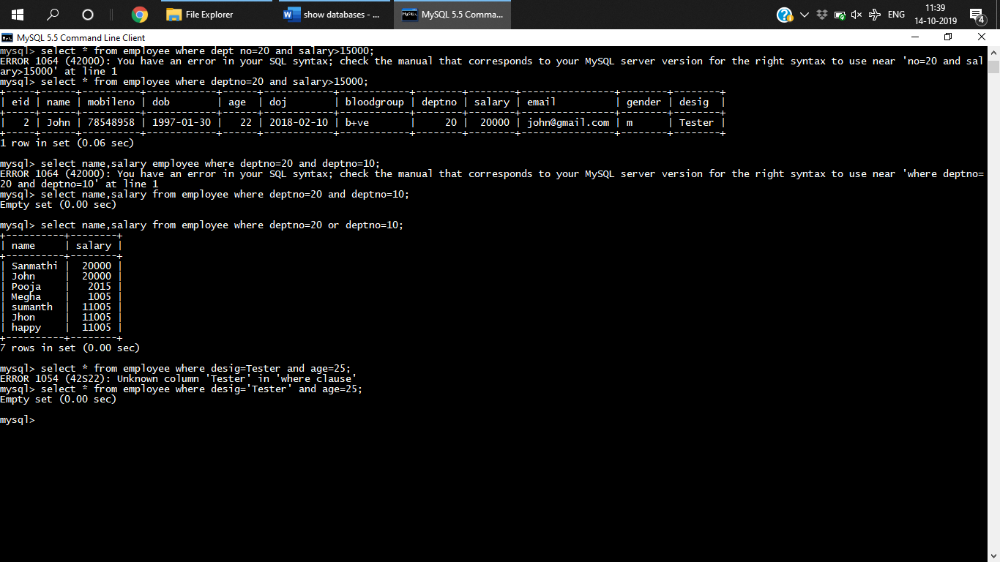 File Explorer
show databases - ...
MySQL 5.5 Comma...
ENG
11:39
14-10-2019
4
MySQL 5.5 Command Line Client
mysql> select * from employee where dept no=20 and salary>15000;
ERROR 1064 (42000): You have an error in your SQL syntax; check the manual that corresponds to your MySQL server version for the right syntax to use near 'no=20 and sal
ary>15000' at line 1
mysql> select * from employee where deptno=20 and salary>15000;
+-----+------+----------+------------+------+------------+------------+--------+--------+----------------+--------+--------+
| eid | name | mobileno | dob        | age  | doj        | bloodgroup | deptno | salary | email          | gender | desig  |
+-----+------+----------+------------+------+------------+------------+--------+--------+----------------+--------+--------+
|   2 | John | 78548958 | 1997-01-30 |   22 | 2018-02-10 | b+ve       |     20 |  20000 | john@gmail.com | m      | Tester |
+-----+------+----------+------------+------+------------+------------+--------+--------+----------------+--------+--------+
1 row in set (0.06 sec)
mysql> select name,salary employee where deptno=20 and deptno=10;
ERROR 1064 (42000): You have an error in your SQL syntax; check the manual that corresponds to your MySQL server version for the right syntax to use near 'where deptno=
20 and deptno=10' at line 1
mysql> select name,salary from employee where deptno=20 and deptno=10;
Empty set (0.00 sec)
mysql> select name,salary from employee where deptno=20 or deptno=10;
+----------+--------+
| name     | salary |
+----------+--------+
| Sanmathi |  20000 |
| John     |  20000 |
| Pooja    |   2015 |
| Megha    |   1005 |
| sumanth  |  11005 |
| Jhon     |  11005 |
| happy    |  11005 |
+----------+--------+
7 rows in set (0.00 sec)
mysql> select * from employee where desig=Tester and age=25;
ERROR 1054 (42S22): Unknown column 'Tester' in 'where clause'
mysql> select * from employee where desig='Tester' and age=25;
Empty set (0.00 sec)
mysql>